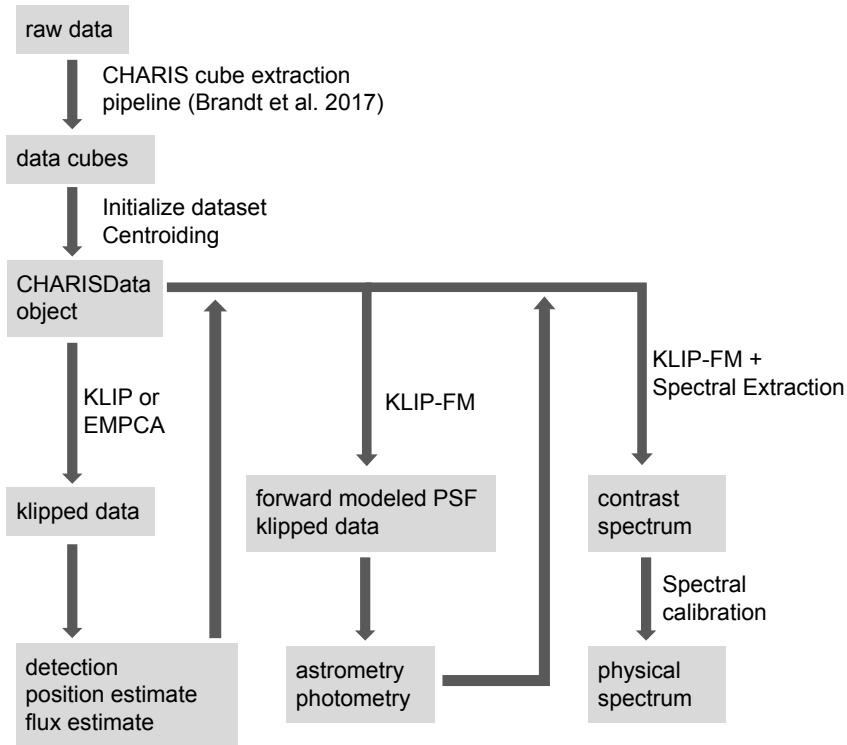 raw data
CHARIS cube extraction
pipeline (Brandt et al. 2017)
data cubes
Initialize dataset
Centroiding
CHARISData
object
KLIP or
EMPCA
KLIP-FM
KLIP-FM +
Spectral Extraction
klipped data
forward modeled PSF
klipped data
contrast
spectrum
Spectral
calibration
detection
position estimate
flux estimate
astrometry
photometry
physical
spectrum